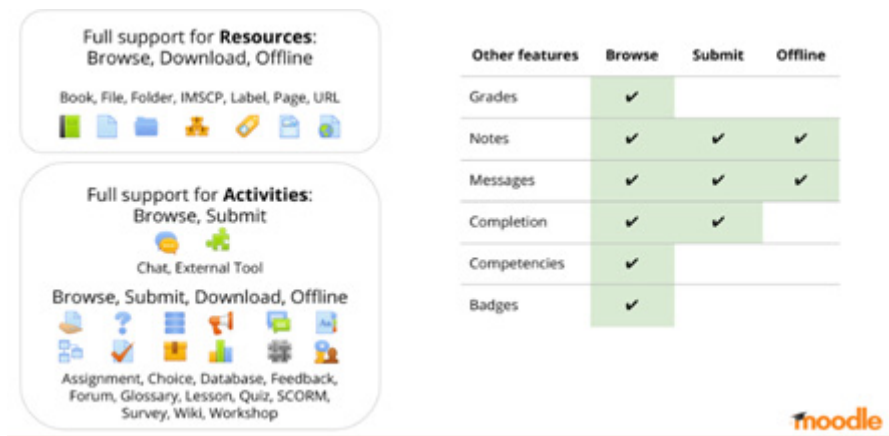 Full support for Resources:
Browse, Download, Offline
Book, File, Folder, IMSCP, Label, Page, URL
Full support for Activities:
Browse, Submit
Chat, External Tool
Browse, Submit, Download, Offline
Assignment, Choice, Database, Feedback,
Forum, Glossary, Lesson, Quiz, SCORM,
Survey, Wiki, Workshop
Other features Browse Submit Offline
Grades ✔
Notes ✔ ✔ ✔
Messages ✔ ✔ ✔
Completion ✔ ✔
Competencies ✔
Badges ✔
moodle